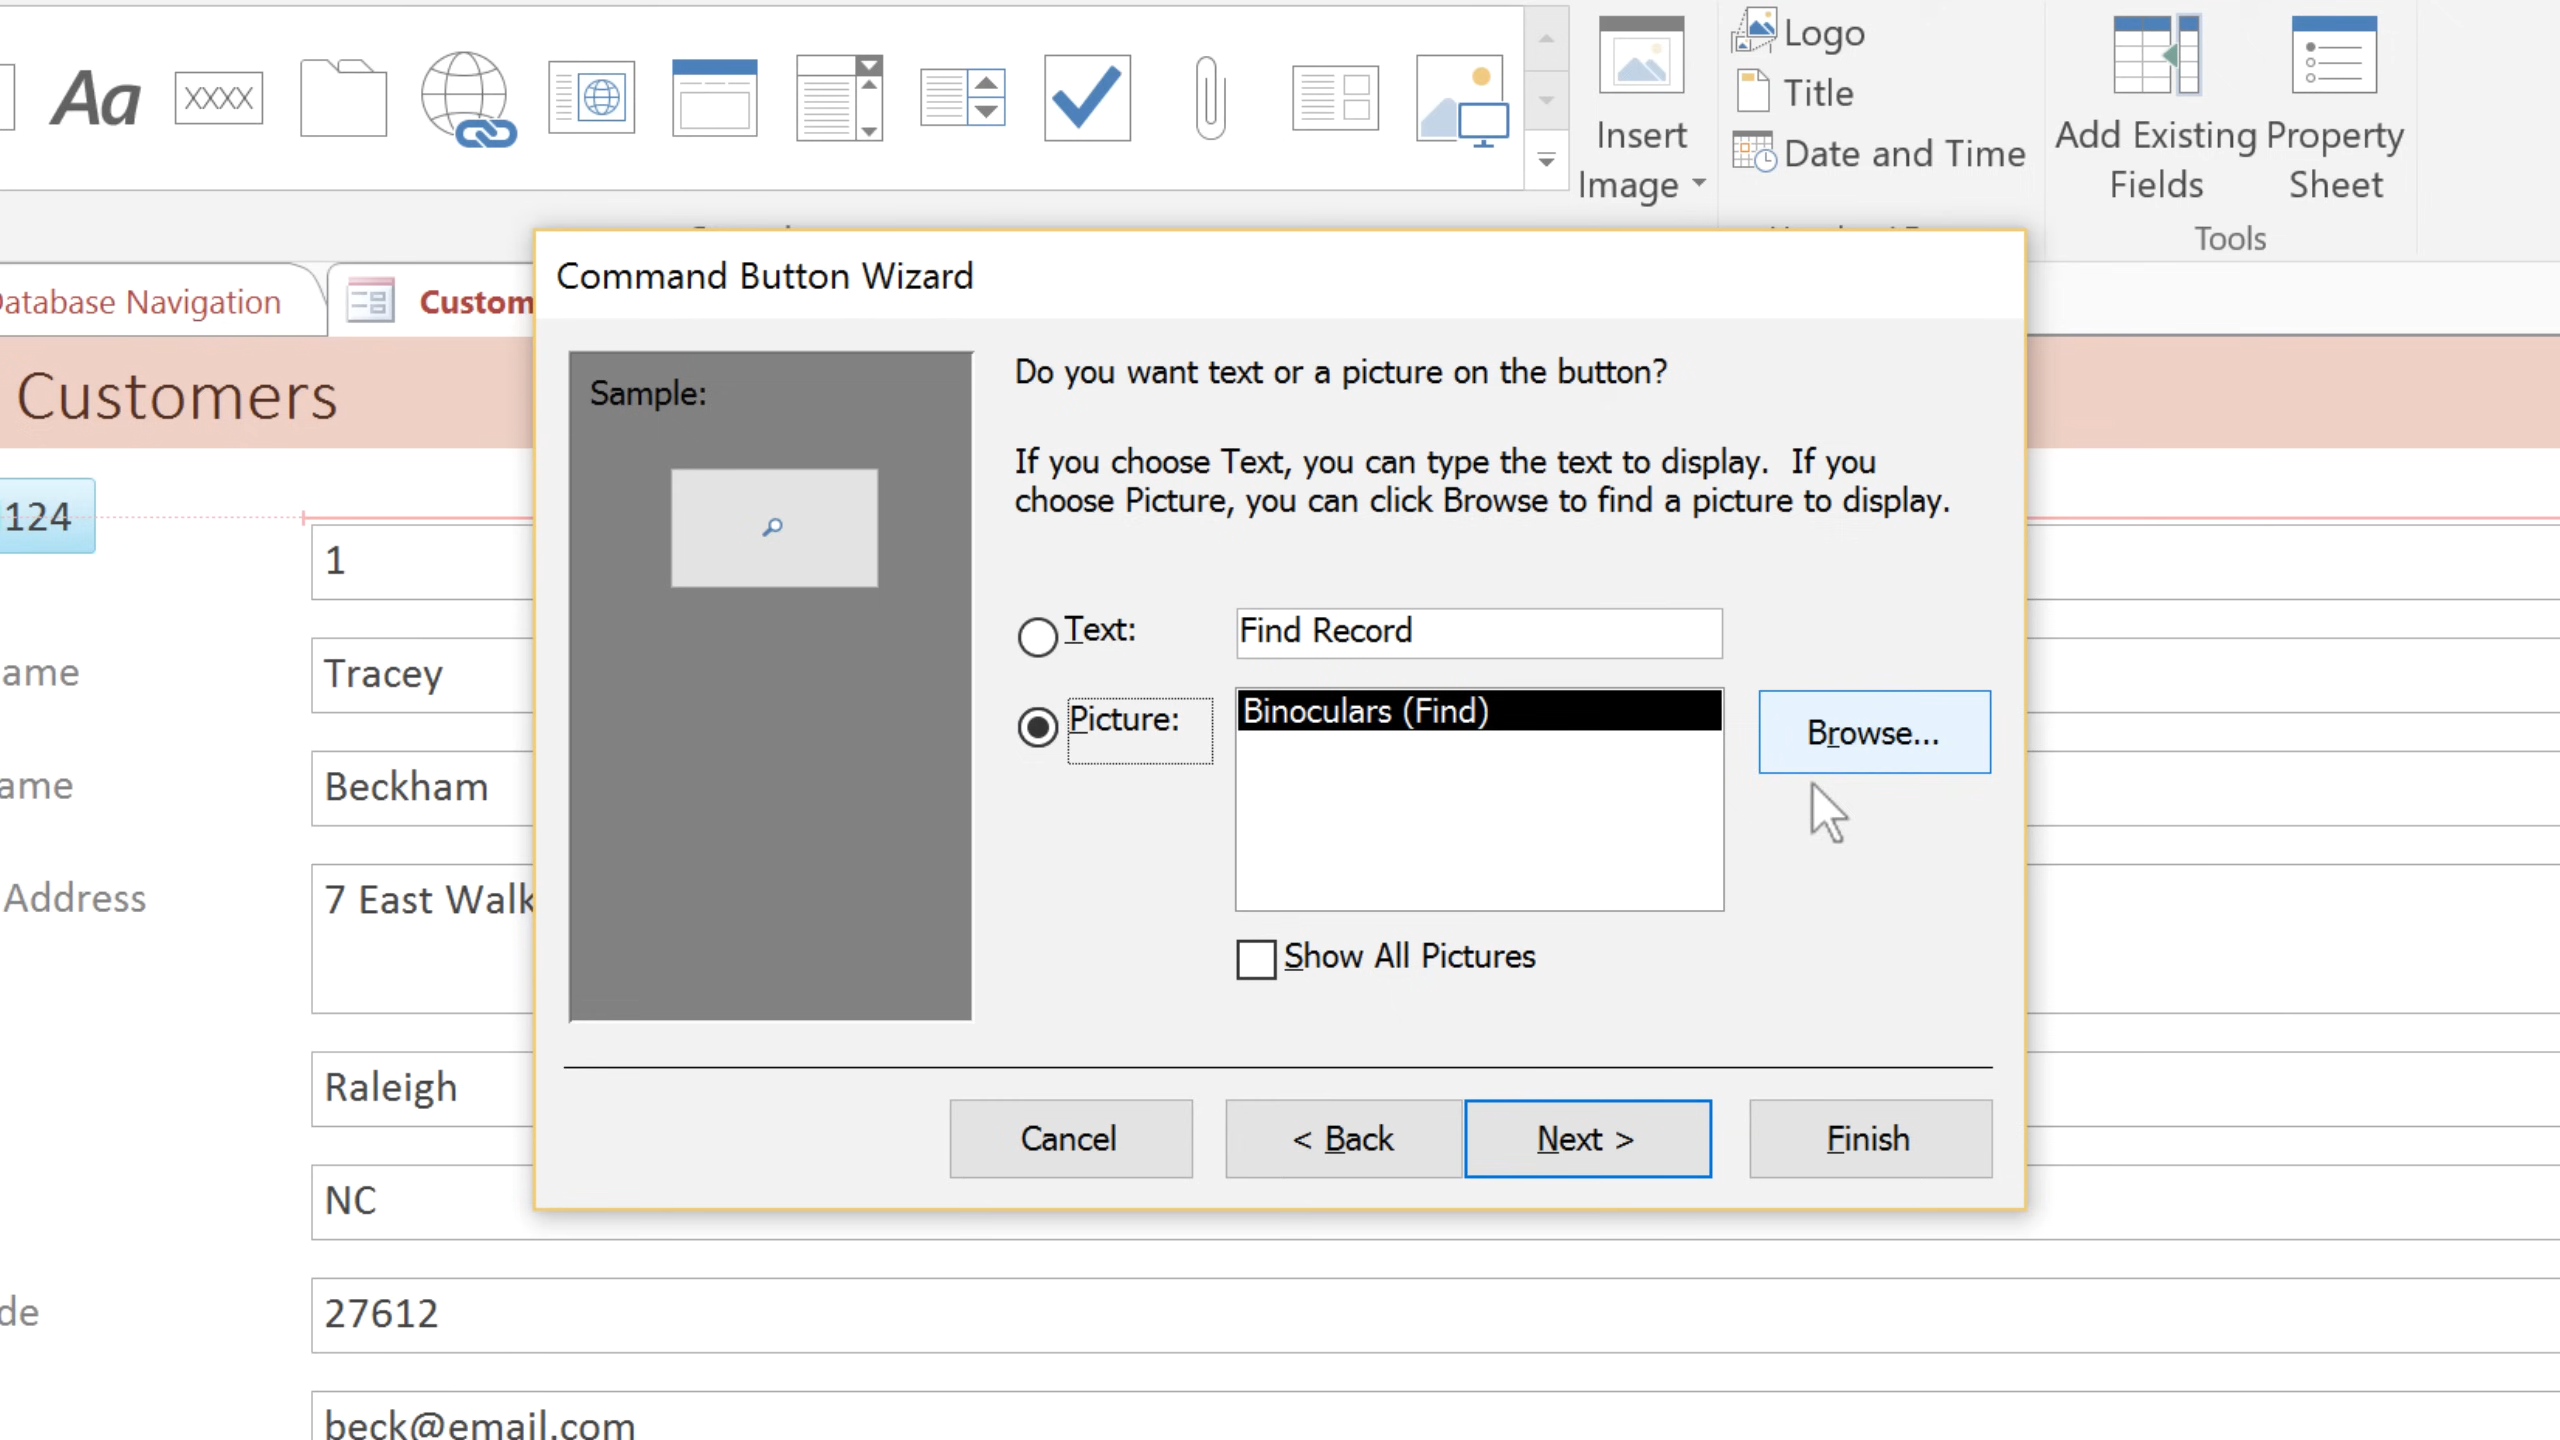 Aa
XXXX
Insert
Image
Logo
Title
Date and Time
Add Existing
Fields
Property
Sheet
Tools
Database Navigation
Custom
Customers
124
1
ame
Tracey
ame
Beckham
Address
7 East Walk
Raleigh
NC
de
27612
beck@email.com
Command Button Wizard
Sample:
Do you want text or a picture on the button?
If you choose Text, you can type the text to display.  If you
choose Picture, you can click Browse to find a picture to display.
Text:
Find Record
Picture:
Binoculars (Find)
Browse...
Show All Pictures
Cancel
< Back
Next >
Finish